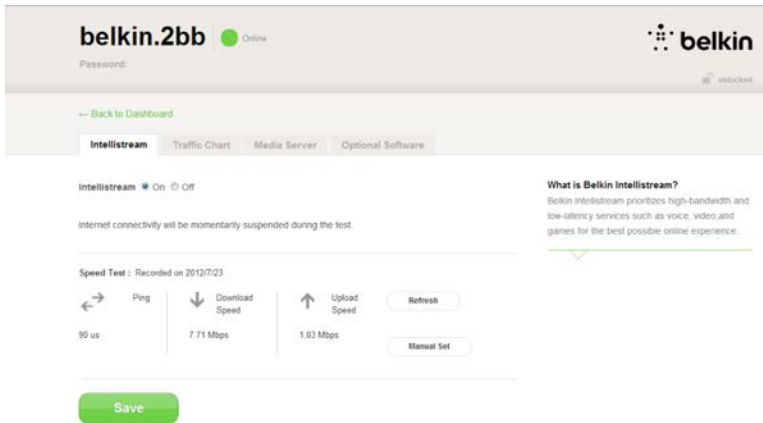 belkin.2bb Online
Password:
belkin
unlocked
← Back to Dashboard
Intellistream Traffic Chart Media Server Optional Software
Intellistream On Off
Internet connectivity will be momentarily suspended during the test.
What is Belkin Intellistream?
Belkin Intellistream prioritizes high-bandwidth and
low-latency services such as voice, video,and
games for the best possible online experience.
Speed Test : Recorded on 2012/7/23
Ping Download Speed Upload Speed Refresh
90 us 7.71 Mbps 1.03 Mbps Manual Set
Save